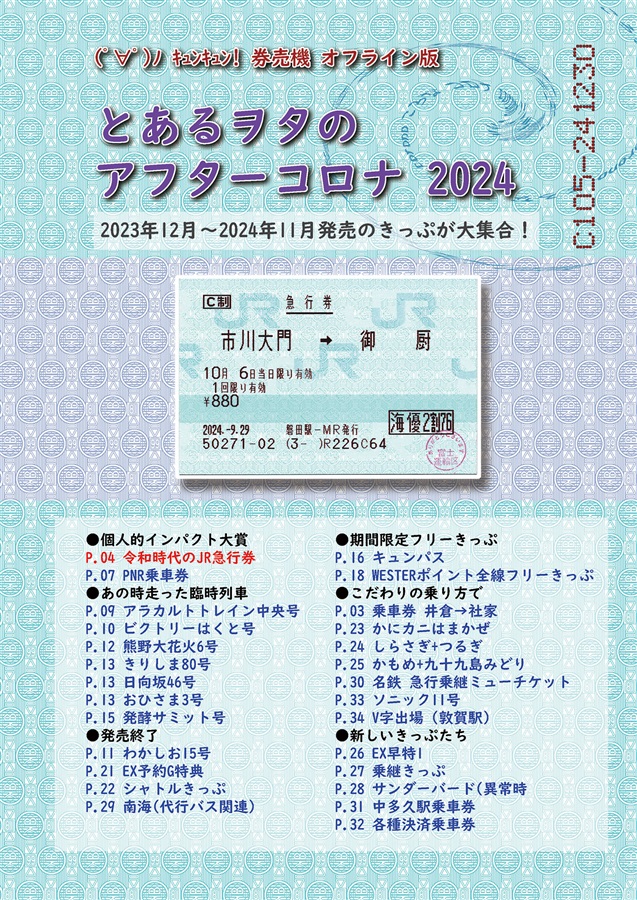 (ﾟ∀ﾟ)ﾉ ｷｭﾝｷｭﾝ! 券売機 オフライン版
C105-241230
とあるヲタの
アフターコロナ 2024
2023年12月～2024年11月発売のきっぷが大集合！
C制 急行券
市川大門 → 御厨
10月 6日当日限り有効
1回限り有効
¥880
海優2割76
2024.-9.29 磐田駅-MR発行
50271-02 (3- )R226C64
●個人的インパクト大賞
P.04 令和時代のJR急行券
P.07 PNR乗車券
●あの時走った臨時列車
P.09 アラカルトトレイン中央号
P.10 ビクトリーはくと号
P.12 熊野大花火6号
P.13 きりしま80号
P.13 日向坂46号
P.13 おひさま3号
P.15 発酵サミット号
●発売終了
P.11 わかしお15号
P.21 EX予約G特典
P.22 シャトルきっぷ
P.29 南海(代行バス関連)
●期間限定フリーきっぷ
P.16 キュンパス
P.18 WESTERポイント全線フリーきっぷ
●こだわりの乗り方で
P.03 乗車券 井倉→社家
P.23 かにカニはまかぜ
P.24 しらさぎ+つるぎ
P.25 かもめ+九十九島みどり
P.30 名鉄 急行乗継ミューチケット
P.33 ソニック11号
P.34 V字出場（敦賀駅）
●新しいきっぷたち
P.26 EX早特1
P.27 乗継きっぷ
P.28 サンダーバード(異常時
P.31 中多久駅乗車券
P.32 各種決済乗車券